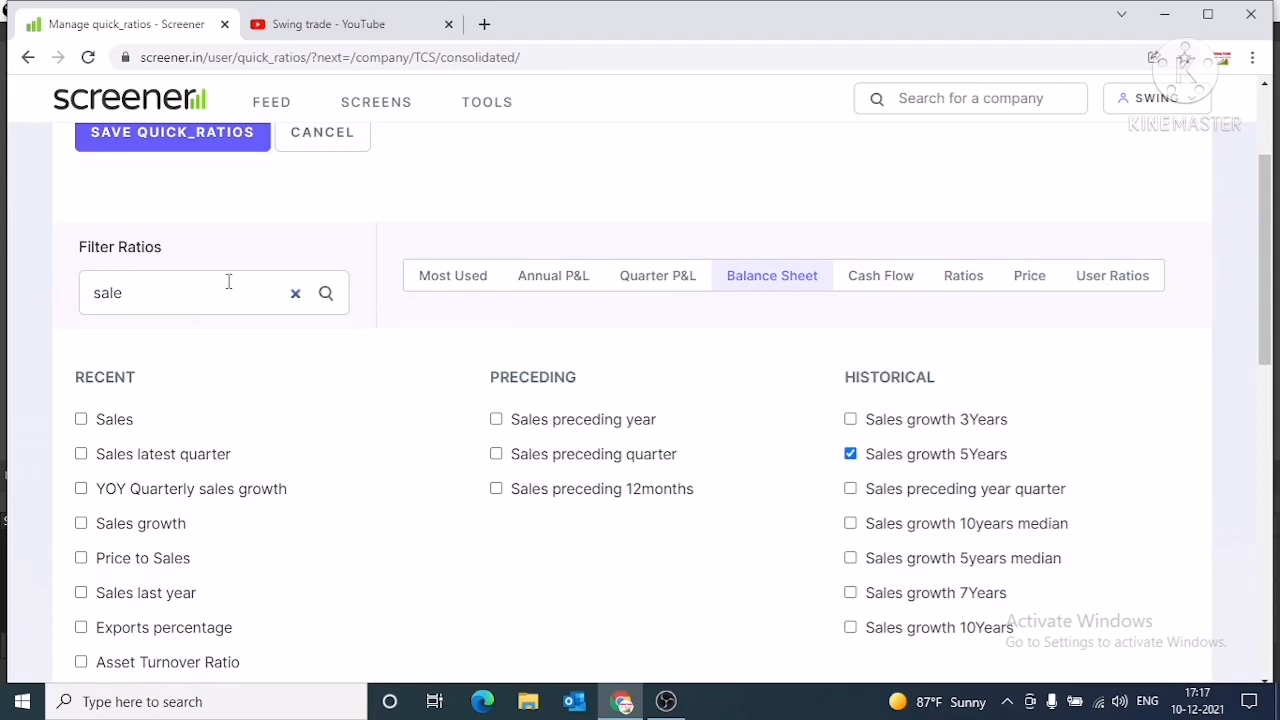 Manage quick_ratios - Screener
Swing trade - YouTube
screener.in/user/quick_ratios/?next=/company/TCS/consolidated/
screener
FEED
SCREENS
TOOLS
Search for a company
SWING
KINEMASTER
SAVE QUICK_RATIOS
CANCEL
Filter Ratios
sale
Most Used
Annual P&L
Quarter P&L
Balance Sheet
Cash Flow
Ratios
Price
User Ratios
RECENT
Sales
Sales latest quarter
YOY Quarterly sales growth
Sales growth
Price to Sales
Sales last year
Exports percentage
Asset Turnover Ratio
PRECEDING
Sales preceding year
Sales preceding quarter
Sales preceding 12months
HISTORICAL
Sales growth 3Years
Sales growth 5Years
Sales preceding year quarter
Sales growth 10years median
Sales growth 5years median
Sales growth 7Years
Sales growth 10Years
Activate Windows
Go to Settings to activate Windows.
Type here to search
87°F Sunny
ENG
17:17
10-12-2021